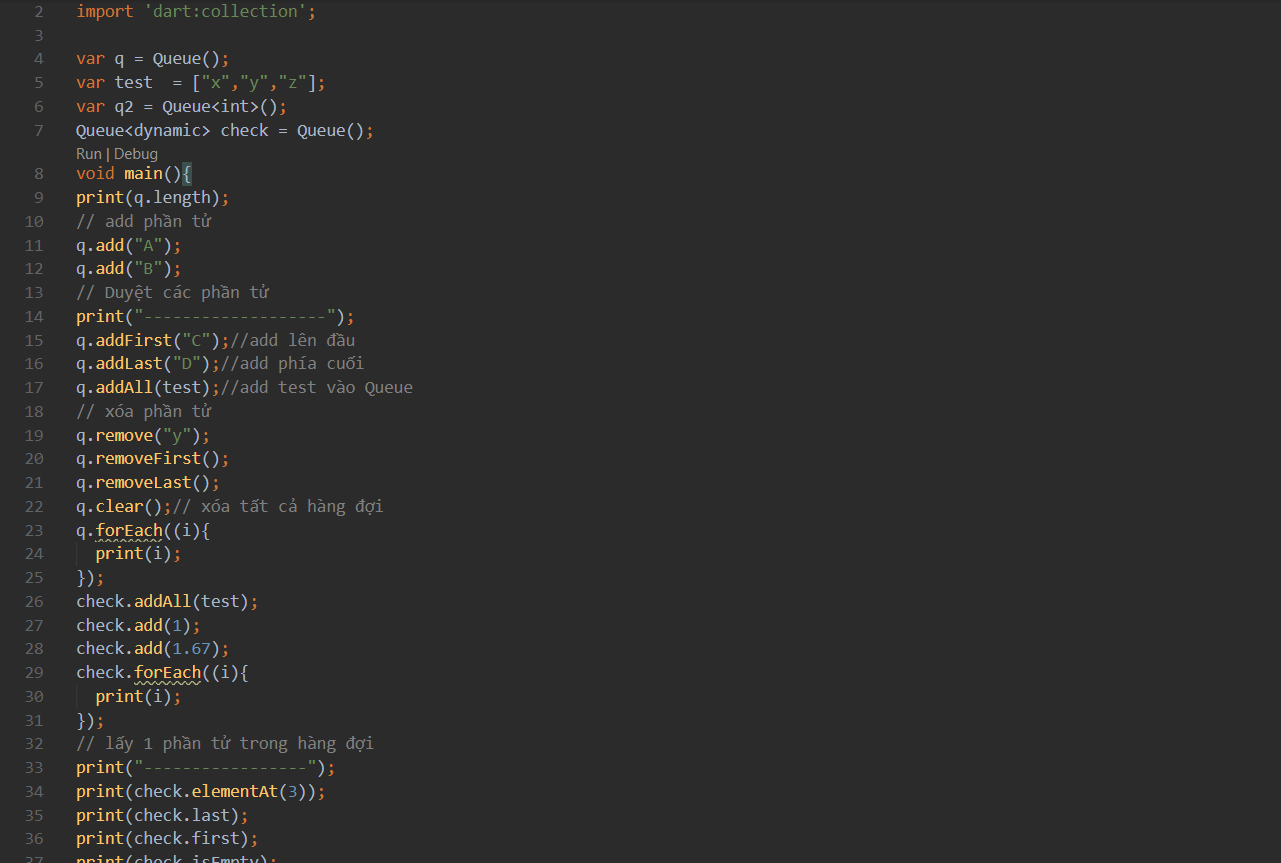 2 import 'dart:collection';
3
4 var q = Queue();
5 var test  = ["x","y","z"];
6 var q2 = Queue<int>();
7 Queue<dynamic> check = Queue();
Run | Debug
8 void main(){
9 print(q.length);
10 // add phần tử
11 q.add("A");
12 q.add("B");
13 // Duyệt các phần tử
14 print("-------------------");
15 q.addFirst("C");//add lên đầu
16 q.addLast("D");//add phía cuối
17 q.addAll(test);//add test vào Queue
18 // xóa phần tử
19 q.remove("y");
20 q.removeFirst();
21 q.removeLast();
22 q.clear();// xóa tất cả hàng đợi
23 q.forEach((i){
24   print(i);
25 });
26 check.addAll(test);
27 check.add(1);
28 check.add(1.67);
29 check.forEach((i){
30   print(i);
31 });
32 // lấy 1 phần tử trong hàng đợi
33 print("-----------------");
34 print(check.elementAt(3));
35 print(check.last);
36 print(check.first);
37 print(check.isEmpty);